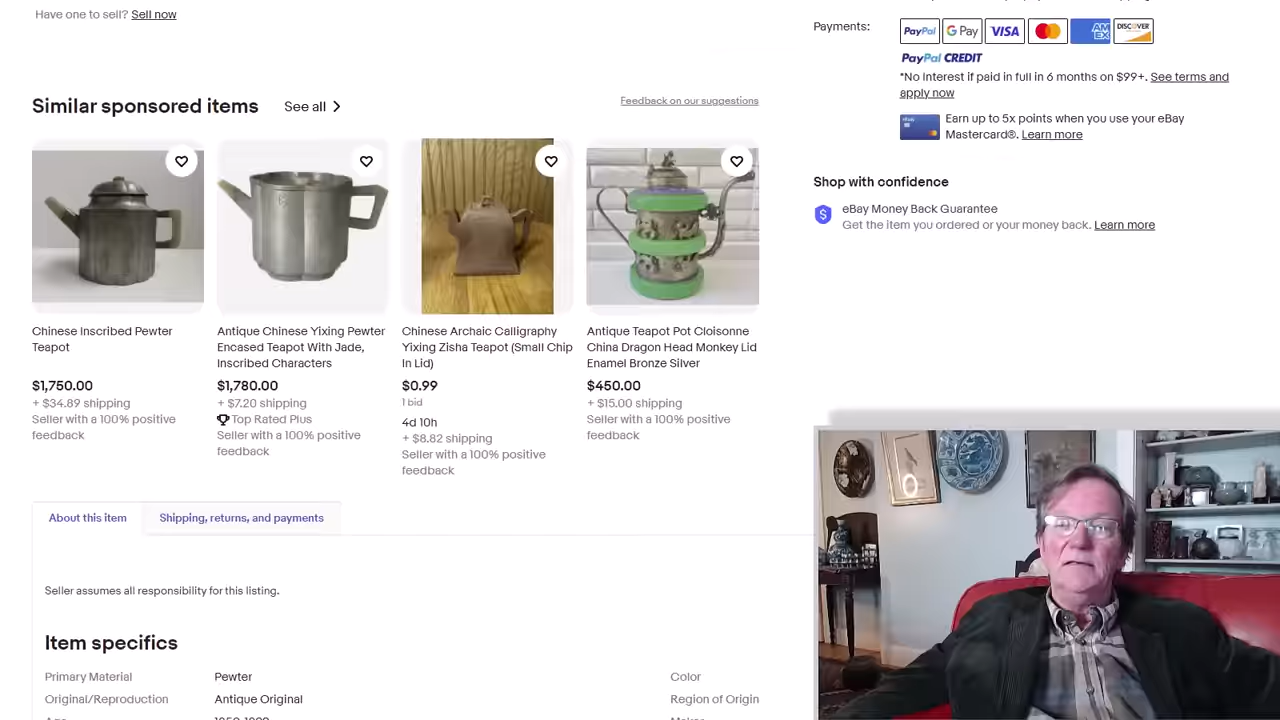 Have one to sell? Sell now
Similar sponsored items
See all
Feedback on our suggestions
Chinese Inscribed Pewter
Teapot
$1,750.00
+ $34.89 shipping
Seller with a 100% positive
feedback
Antique Chinese Yixing Pewter
Encased Teapot With Jade,
Inscribed Characters
$1,780.00
+ $7.20 shipping
Top Rated Plus
Seller with a 100% positive
feedback
Chinese Archaic Calligraphy
Yixing Zisha Teapot (Small Chip
In Lid)
$0.99
1 bid
4d 10h
+ $8.82 shipping
Seller with a 100% positive
feedback
Antique Teapot Pot Cloisonne
China Dragon Head Monkey Lid
Enamel Bronze Silver
$450.00
+ $15.00 shipping
Seller with a 100% positive
feedback
About this item
Shipping, returns, and payments
Seller assumes all responsibility for this listing.
Item specifics
Primary Material Pewter
Original/Reproduction Antique Original
Color
Region of Origin
Payments:
PayPal G Pay VISA AM EX DISCOVER
PayPal CREDIT
*No Interest if paid in full in 6 months on $99+. See terms and
apply now
Earn up to 5x points when you use your eBay
Mastercard®. Learn more
Shop with confidence
eBay Money Back Guarantee
Get the item you ordered or your money back. Learn more